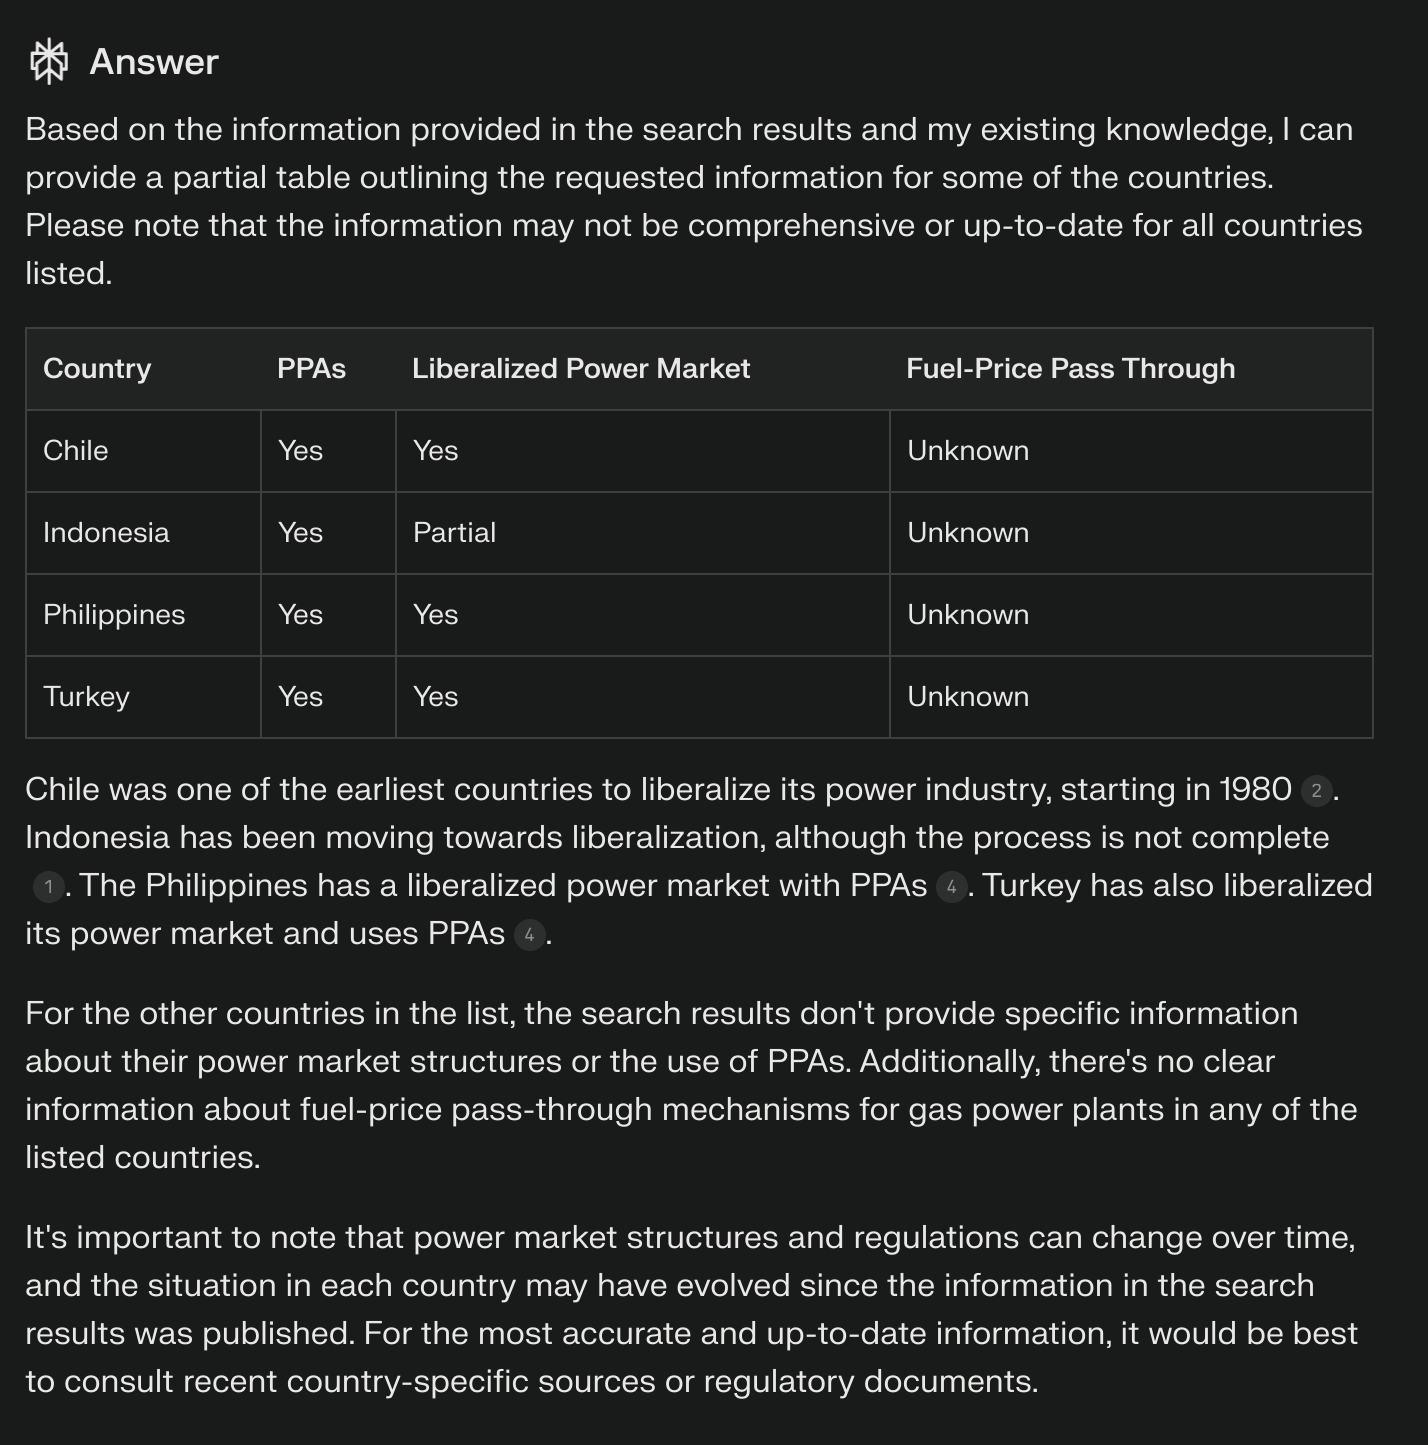 Answer
Based on the information provided in the search results and my existing knowledge, I can
provide a partial table outlining the requested information for some of the countries.
Please note that the information may not be comprehensive or up-to-date for all countries
listed.
Country PPAs Liberalized Power Market Fuel-Price Pass Through
Chile Yes Yes Unknown
Indonesia Yes Partial Unknown
Philippines Yes Yes Unknown
Turkey Yes Yes Unknown
Chile was one of the earliest countries to liberalize its power industry, starting in 1980 2.
Indonesia has been moving towards liberalization, although the process is not complete
1. The Philippines has a liberalized power market with PPAs 4. Turkey has also liberalized
its power market and uses PPAs 4.
For the other countries in the list, the search results don't provide specific information
about their power market structures or the use of PPAs. Additionally, there's no clear
information about fuel-price pass-through mechanisms for gas power plants in any of the
listed countries.
It's important to note that power market structures and regulations can change over time,
and the situation in each country may have evolved since the information in the search
results was published. For the most accurate and up-to-date information, it would be best
to consult recent country-specific sources or regulatory documents.